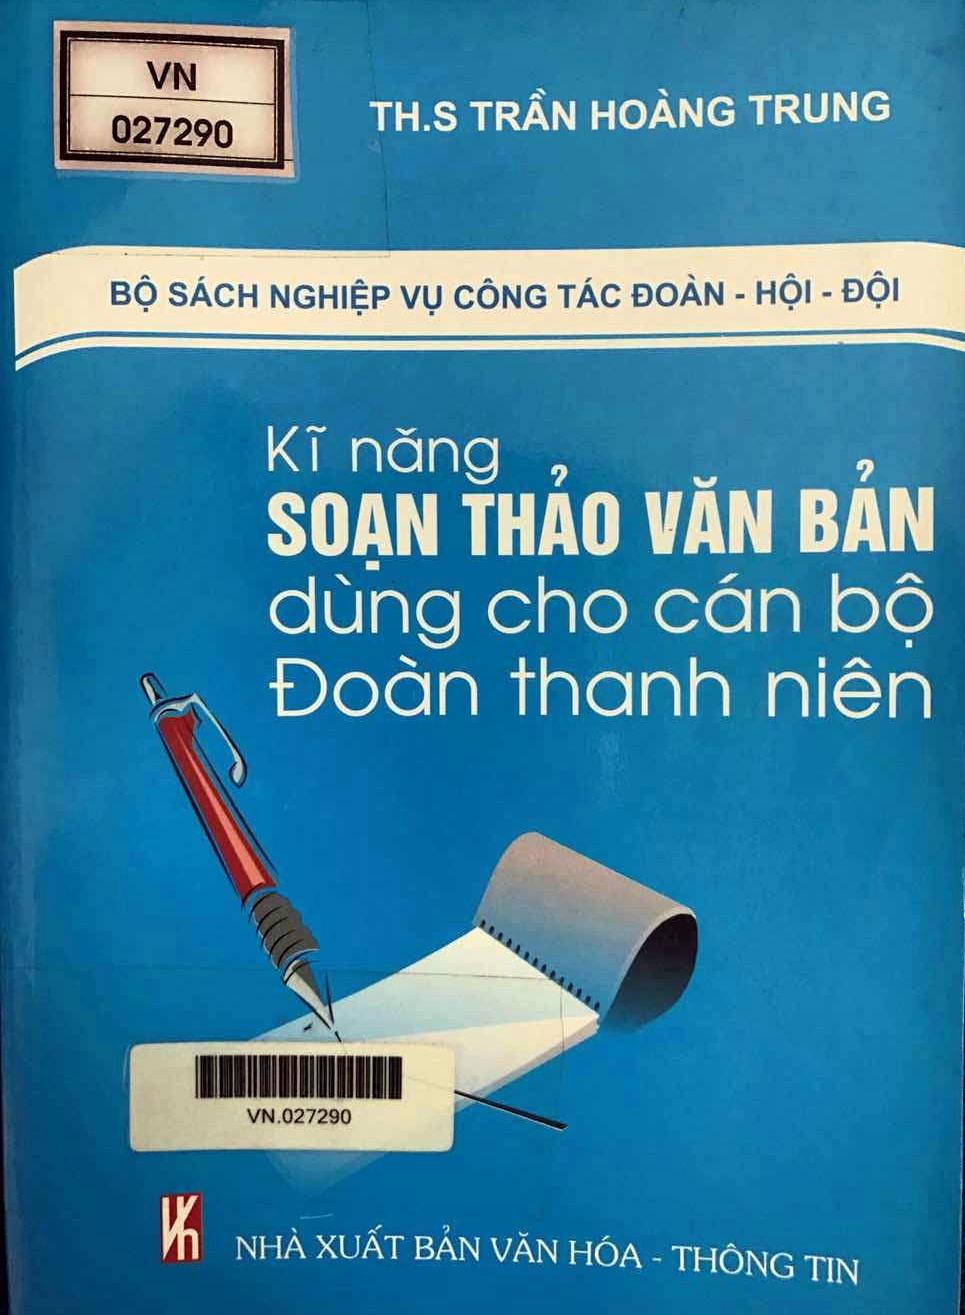 VN
027290
TH.S TRẦN HOÀNG TRUNG
BỘ SÁCH NGHIỆP VỤ CÔNG TÁC ĐOÀN - HỘI - ĐỘI
Kĩ năng
SOẠN THẢO VĂN BẢN
dùng cho cán bộ
Đoàn thanh niên
VN.027290
NHÀ XUẤT BẢN VĂN HÓA - THÔNG TIN